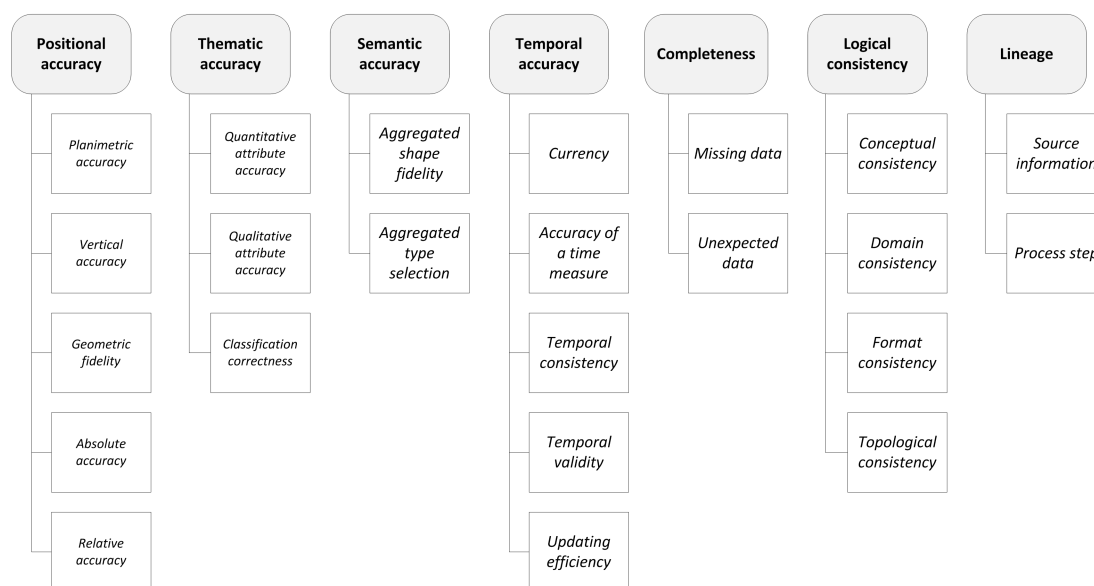 Positional
accuracy
Planimetric
accuracy
Vertical
accuracy
Geometric
fidelity
Absolute
accuracy
Relative
accuracy
Thematic
accuracy
Quantitative
attribute
accuracy
Qualitative
attribute
accuracy
Classification
correctness
Semantic
accuracy
Aggregated
shape
fidelity
Aggregated
type
selection
Temporal
accuracy
Currency
Accuracy of
a time
measure
Temporal
consistency
Temporal
validity
Updating
efficiency
Completeness
Missing data
Unexpected
data
Logical
consistency
Conceptual
consistency
Domain
consistency
Format
consistency
Topological
consistency
Lineage
Source
information
Process step